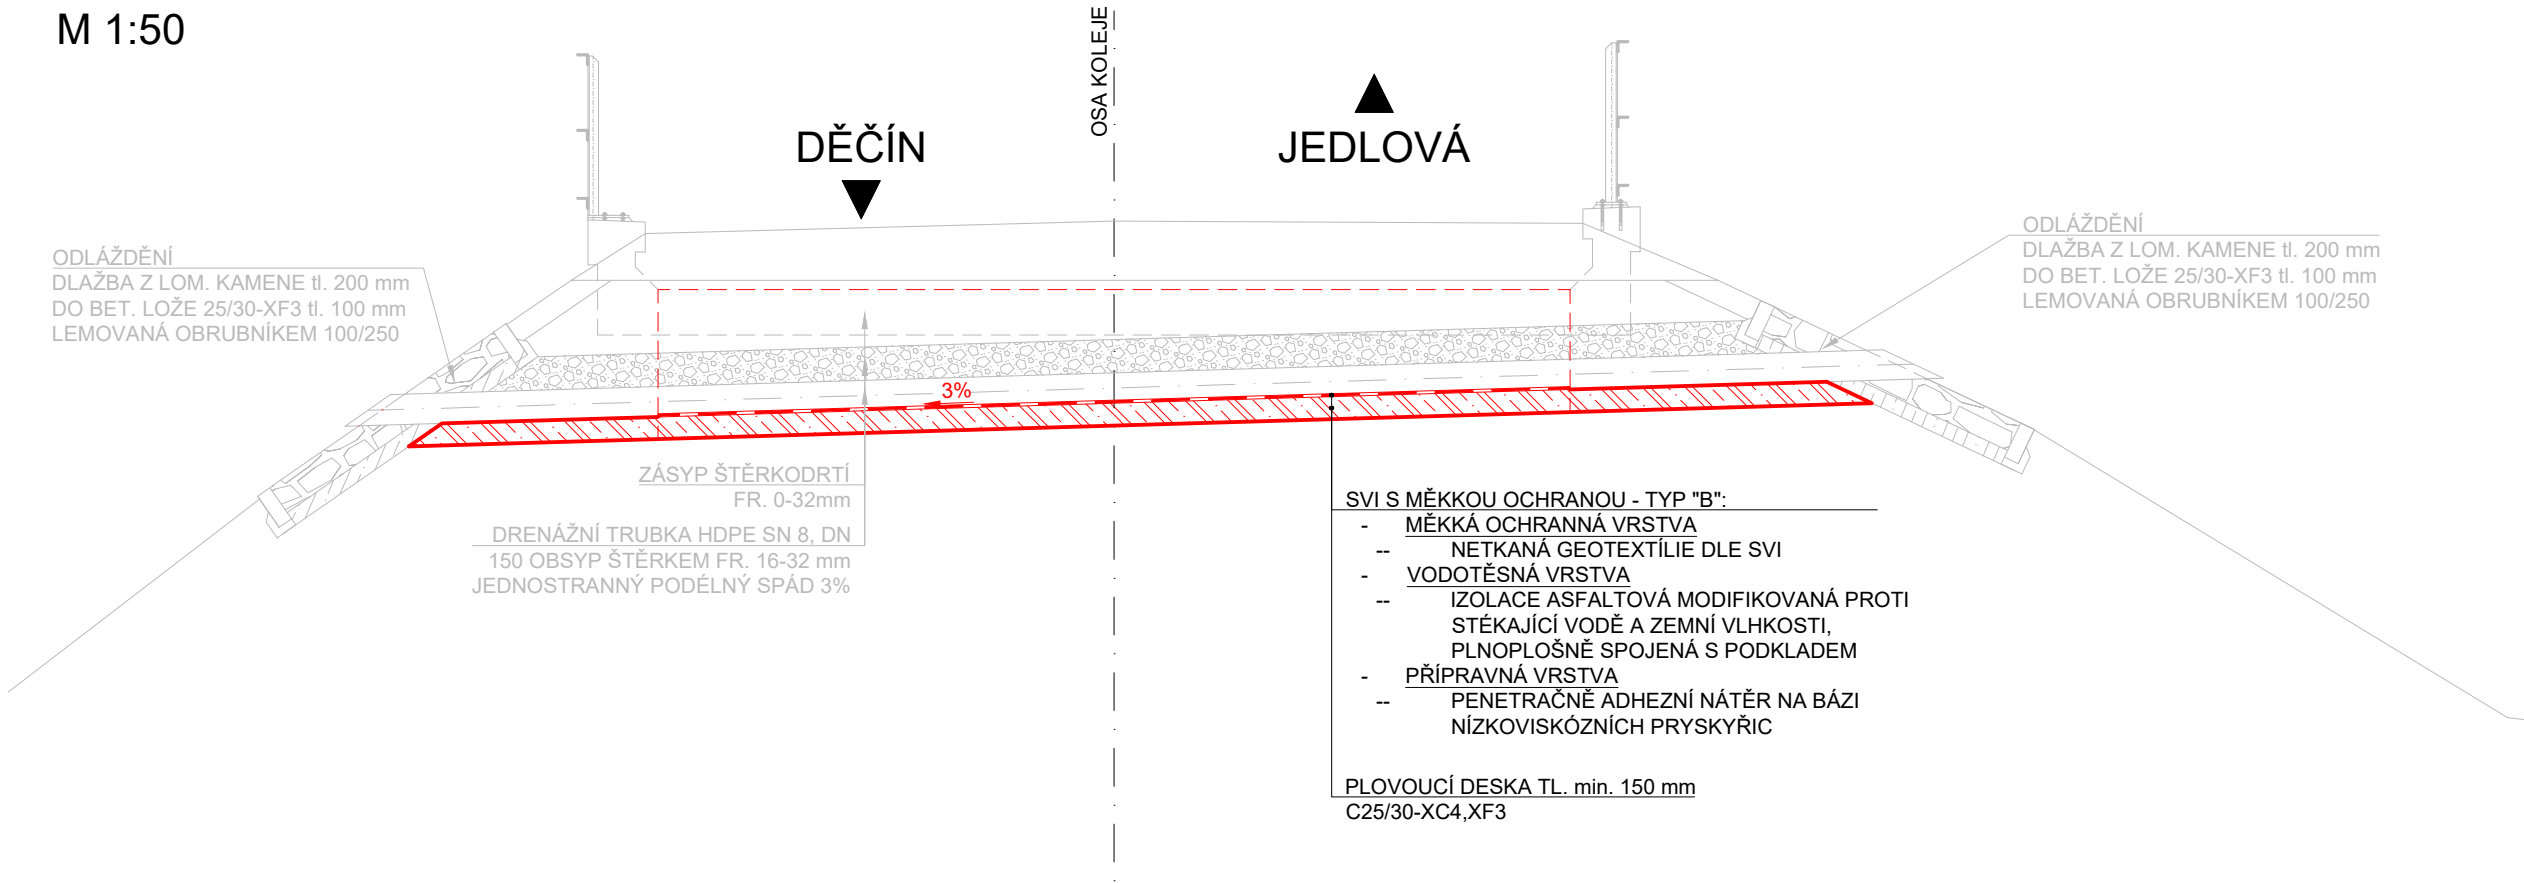 M 1:50
OSA KOLEJE
DĚČÍN
JEDLOVÁ
ODLÁŽDĚNÍ
DLAŽBA Z LOM. KAMENE tl. 200 mm
DO BET. LOŽE 25/30-XF3 tl. 100 mm
LEMOVANÁ OBRUBNÍKEM 100/250
ODLÁŽDĚNÍ
DLAŽBA Z LOM. KAMENE tl. 200 mm
DO BET. LOŽE 25/30-XF3 tl. 100 mm
LEMOVANÁ OBRUBNÍKEM 100/250
3%
ZÁSYP ŠTĚRKODRTÍ
FR. 0-32mm
DRENÁŽNÍ TRUBKA HDPE SN 8, DN
150 OBSYP ŠTĚRKEM FR. 16-32 mm
JEDNOSTRANNÝ PODÉLNÝ SPÁD 3%
SVI S MĚKKOU OCHRANOU - TYP "B":
- MĚKKÁ OCHRANNÁ VRSTVA
-- NETKANÁ GEOTEXTÍLIE DLE SVI
- VODOTĚSNÁ VRSTVA
-- IZOLACE ASFALTOVÁ MODIFIKOVANÁ PROTI
STÉKAJÍCÍ VODĚ A ZEMNÍ VLHKOSTI,
PLNOPLOŠNĚ SPOJENÁ S PODKLADEM
- PŘÍPRAVNÁ VRSTVA
-- PENETRAČNĚ ADHEZNÍ NÁTĚR NA BÁZI
NÍZKOVISKÓZNÍCH PRYSKYŘIC
PLOVOUCÍ DESKA TL. min. 150 mm
C25/30-XC4,XF3